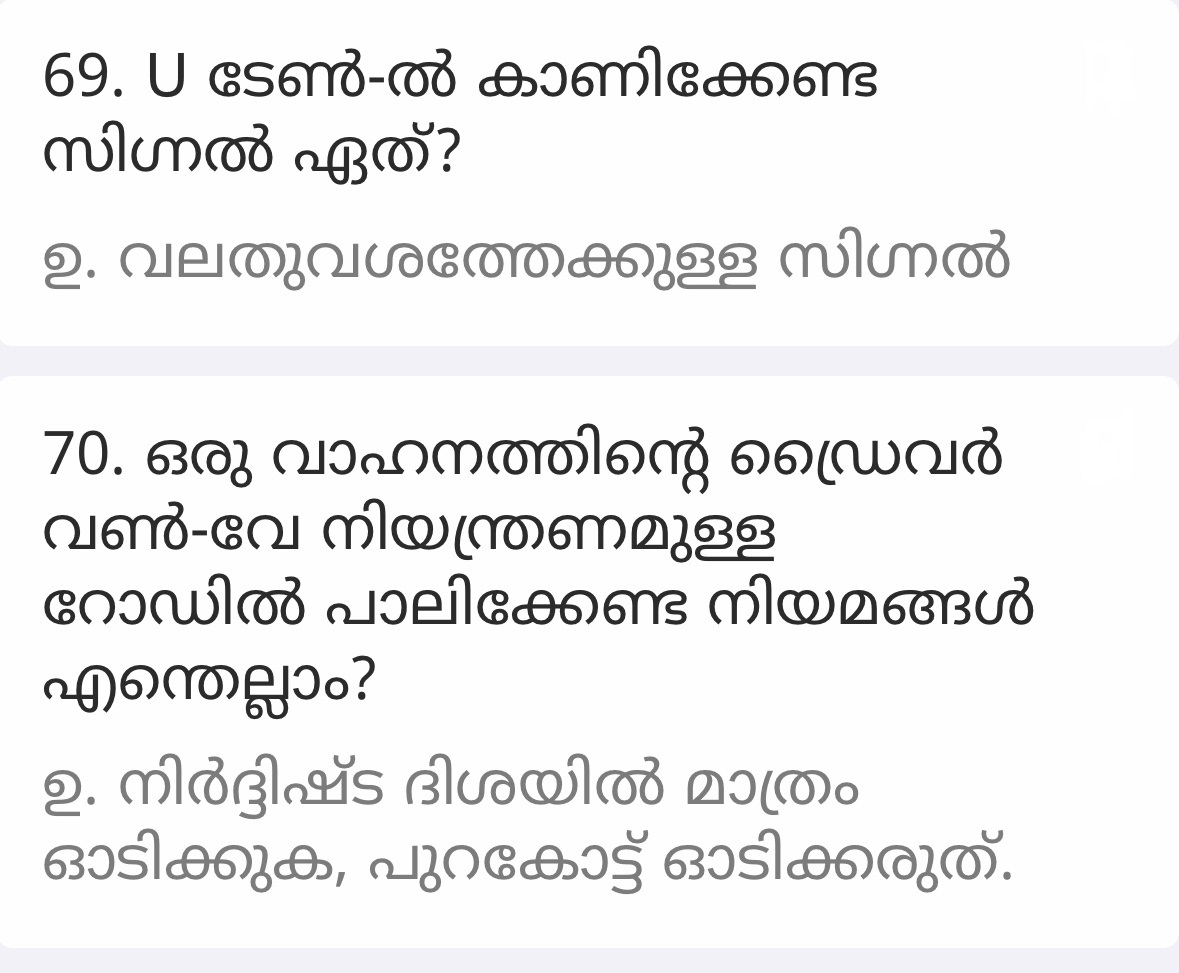 69. U ടേൺ-ൽ കാണിക്കേണ്ട
സിഗ്നൽ ഏത്?
ഉ. വലതുവശത്തേക്കുള്ള സിഗ്നൽ
70. ഒരു വാഹനത്തിന്റെ ഡ്രൈവർ
വൺ-വേ നിയന്ത്രണമുള്ള
റോഡിൽ പാലിക്കേണ്ട നിയമങ്ങൾ
എന്തെല്ലാം?
ഉ. നിർദ്ദിഷ്ട ദിശയിൽ മാത്രം
ഓടിക്കുക, പുറകോട്ട് ഓടിക്കരുത്.